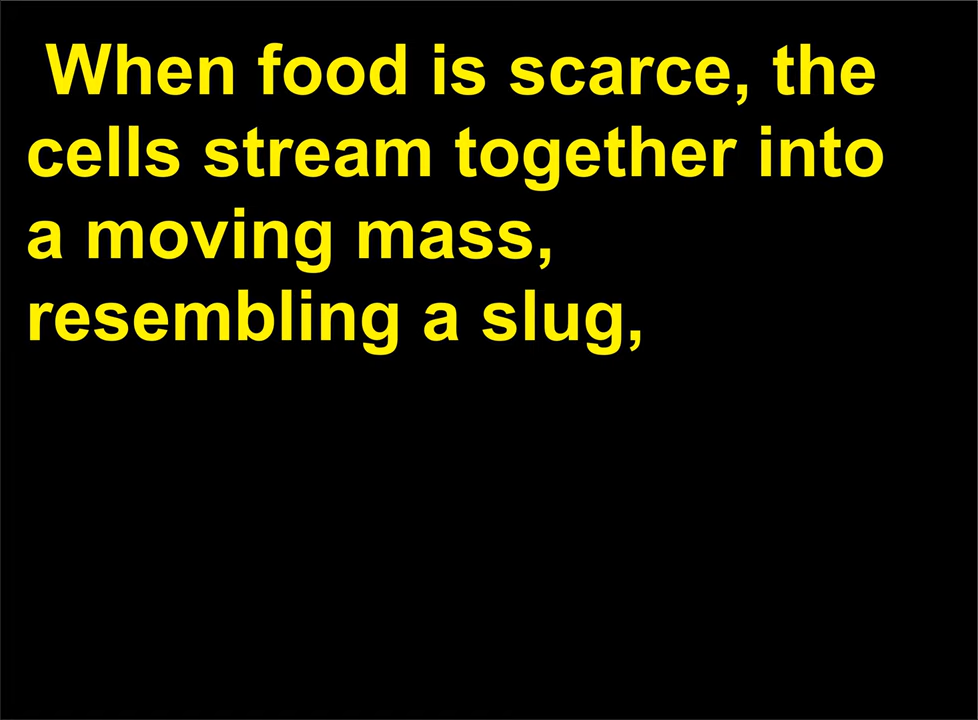 When food is scarce, the
cells stream together into
a moving mass,
resembling a slug,